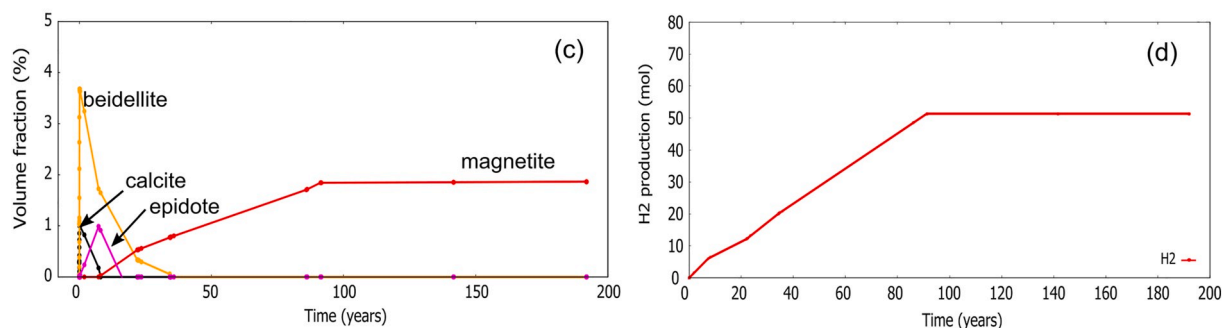 (c)
Volume fraction (%)
5
4
3
2
1
0
beidellite
calcite
epidote
magnetite
0 50 100 150 200
Time (years)
(d)
H2 production (mol)
80
70
60
50
40
30
20
10
0
H2
0 20 40 60 80 100 120 140 160 180 200
Time (years)